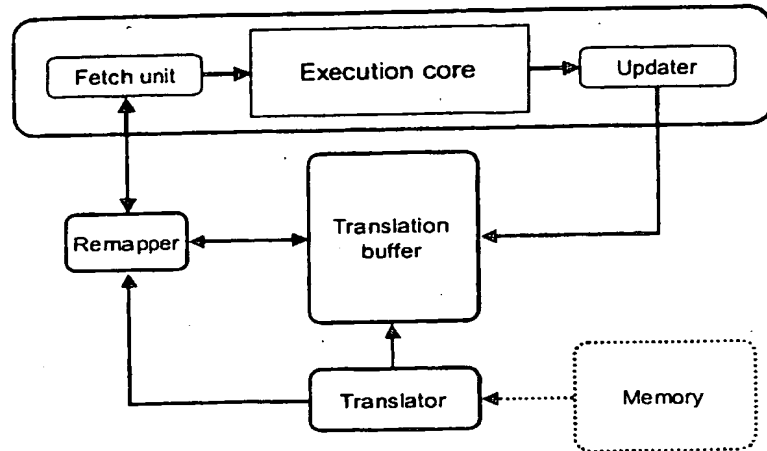 Fetch unit
Execution core
Updater
Remapper
Translation
buffer
Translator
Memory